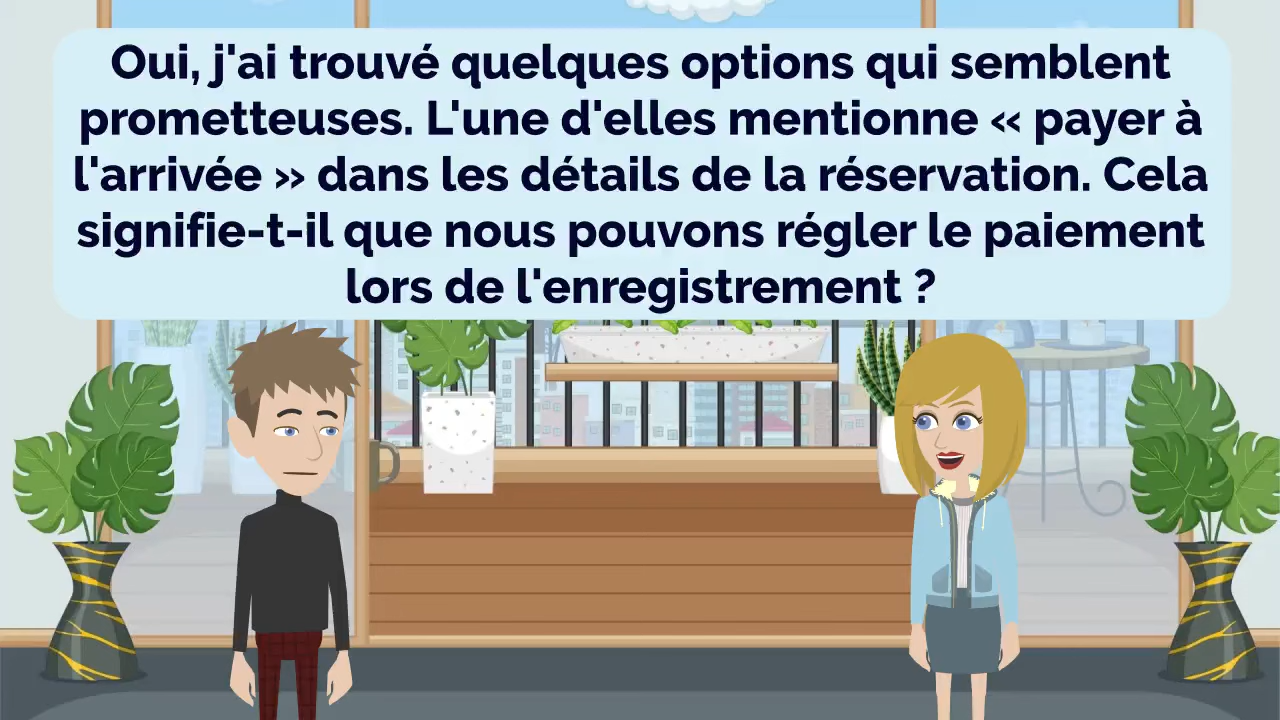 Oui, j'ai trouvé quelques options qui semblent
prometteuses. L'une d'elles mentionne « payer à
l'arrivée » dans les détails de la réservation. Cela
signifie-t-il que nous pouvons régler le paiement
lors de l'enregistrement ?